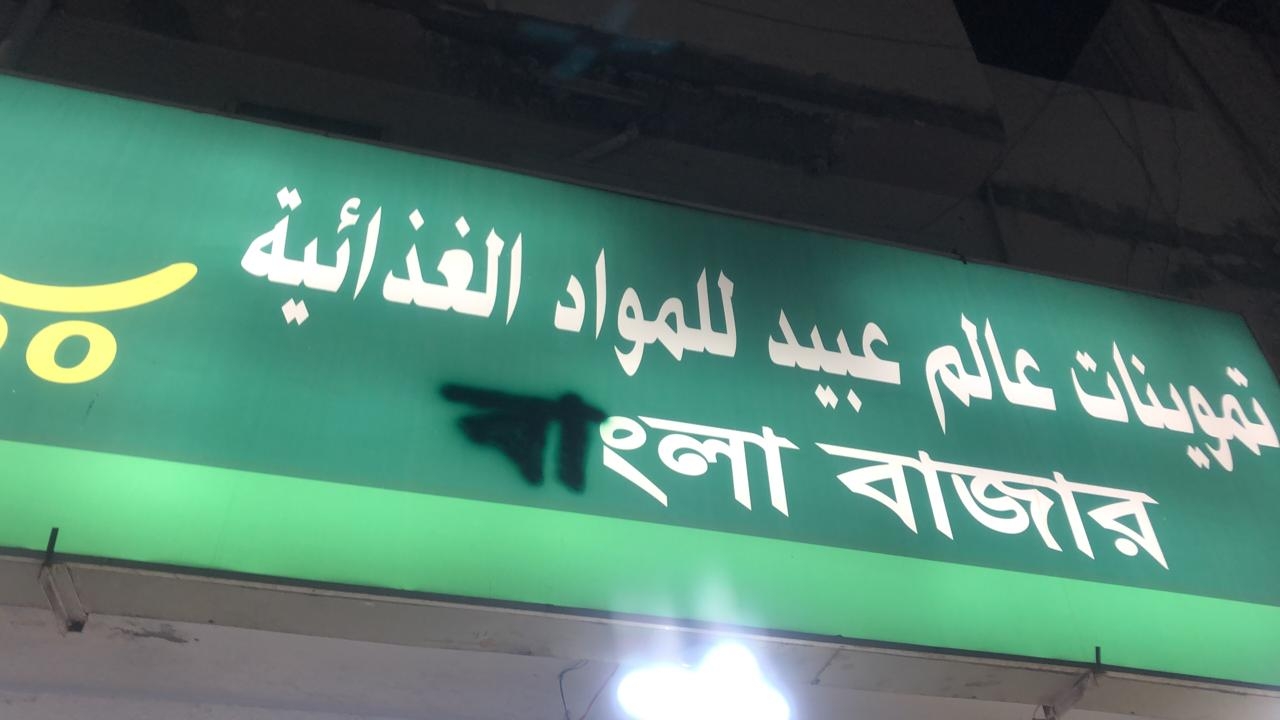 تموينات عالم عبيد للمواد الغذائية
বাংলা বাজার